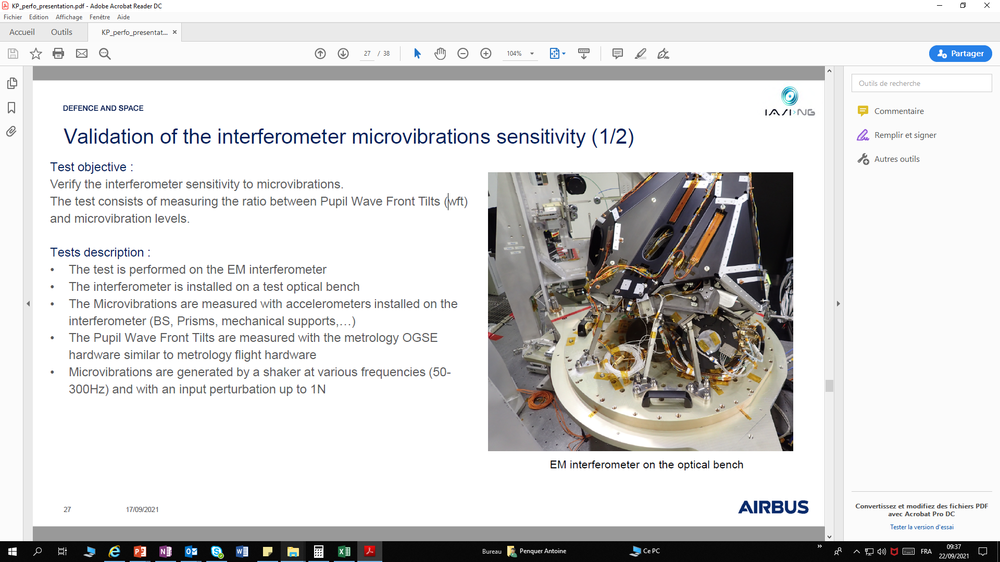 KP_perfo_presentation.pdf - Adobe Acrobat Reader DC
Fichier Edition Affichage Fenêtre Aide
Accueil Outils KP_perfo_presentat... ×
27 / 38 104% Partager
Outils de recherche
Commentaire
Remplir et signer
Autres outils
DEFENCE AND SPACE
IASI>NG
Validation of the interferometer microvibrations sensitivity (1/2)
Test objective :
Verify the interferometer sensitivity to microvibrations.
The test consists of measuring the ratio between Pupil Wave Front Tilts (wft)
and microvibration levels.
Tests description :
• The test is performed on the EM interferometer
• The interferometer is installed on a test optical bench
• The Microvibrations are measured with accelerometers installed on the
interferometer (BS, Prisms, mechanical supports,…)
• The Pupil Wave Front Tilts are measured with the metrology OGSE
hardware similar to metrology flight hardware
• Microvibrations are generated by a shaker at various frequencies (50-
300Hz) and with an input perturbation up to 1N
EM interferometer on the optical bench
27 17/09/2021
AIRBUS
Convertissez et modifiez des fichiers PDF
avec Acrobat Pro DC
Tester la version d'essai
Bureau Penquer Antoine Ce PC
FRA
09:37
22/09/2021